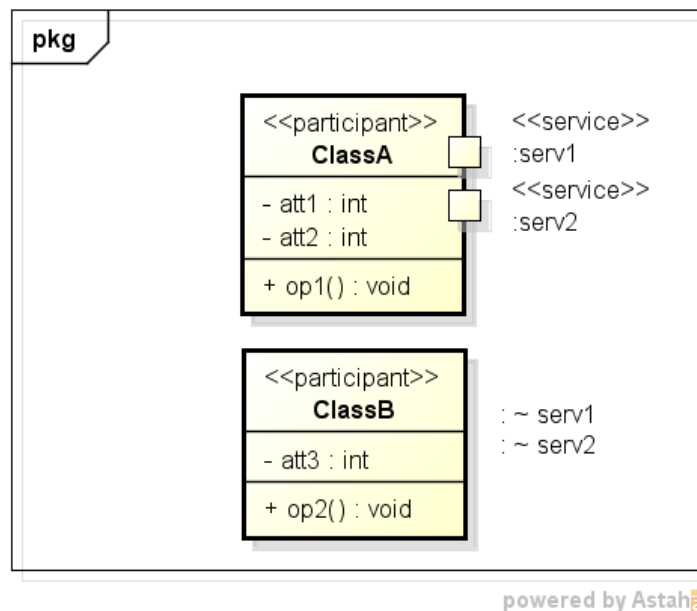 pkg
<<participant>>
ClassA
- att1 : int
- att2 : int
+ op1() : void
<<service>>
:serv1
<<service>>
:serv2
<<participant>>
ClassB
- att3 : int
+ op2() : void
: ~ serv1
: ~ serv2
powered by Astah